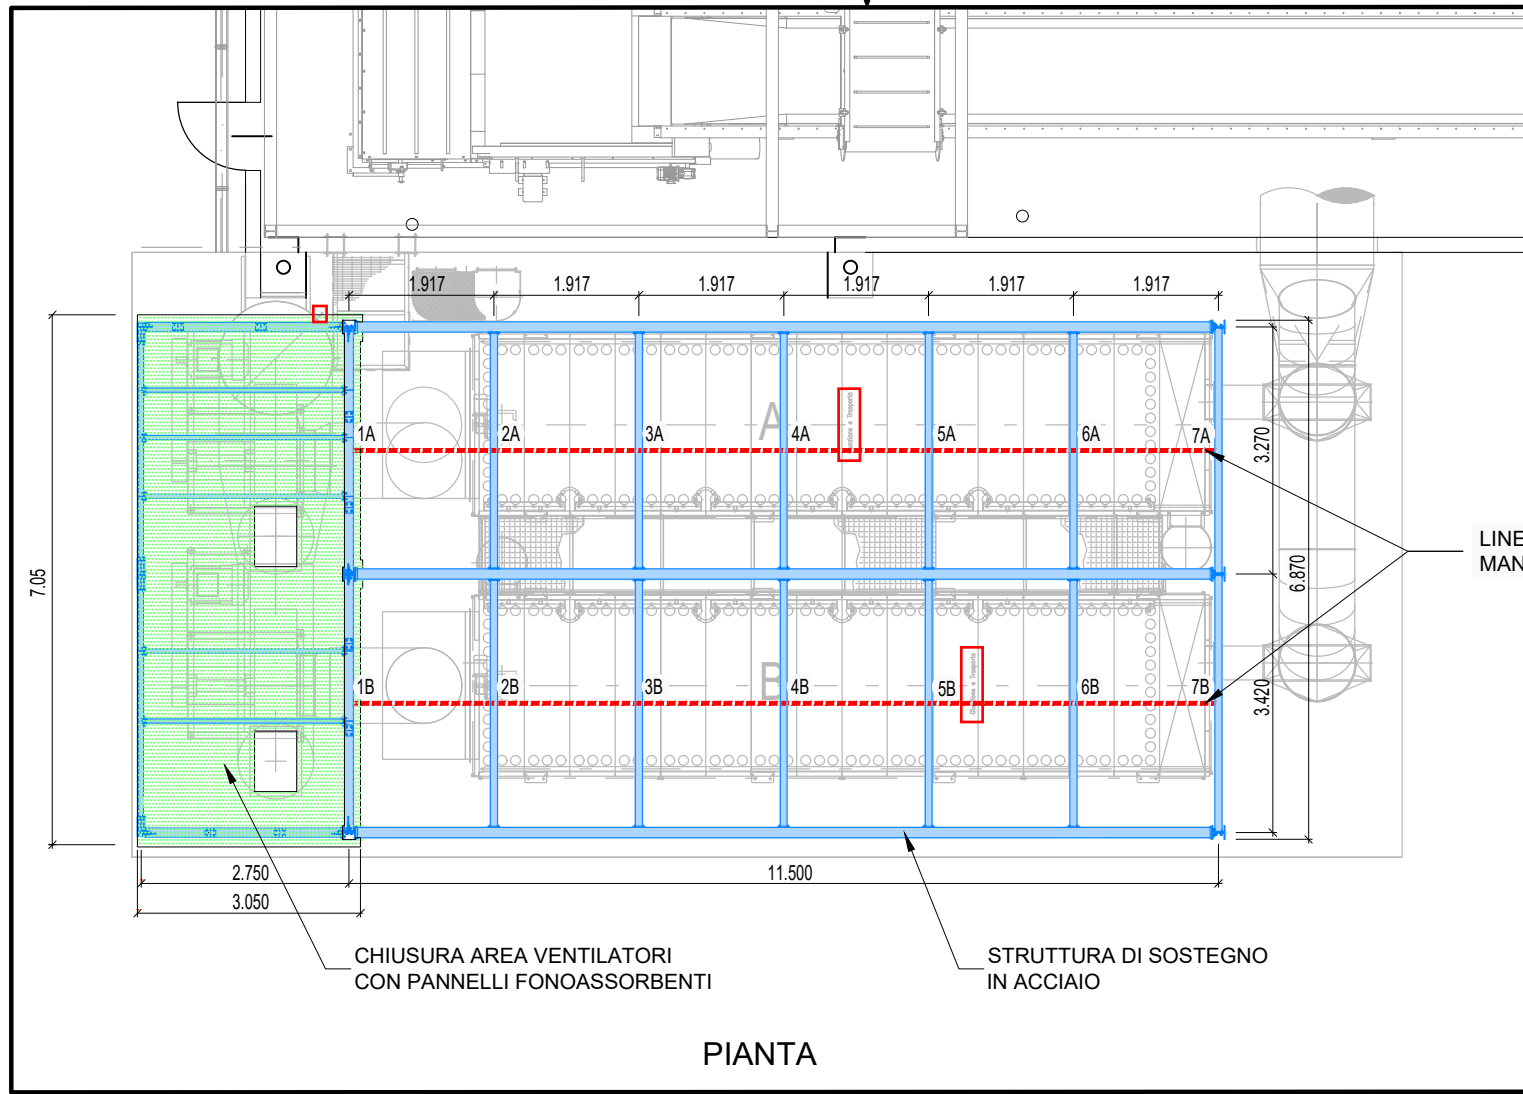 1.917 1.917 1.917 1.917 1.917 1.917
A
1A 2A 3A 4A 5A 6A 7A
e Trasporto
3.270
LINE
MAN
7.05
6.870
B
1B 2B 3B 4B 5B 6B 7B
e Trasporto
3.420
2.750 11.500
3.050
CHIUSURA AREA VENTILATORI
CON PANNELLI FONOASSORBENTI
STRUTTURA DI SOSTEGNO
IN ACCIAIO
PIANTA